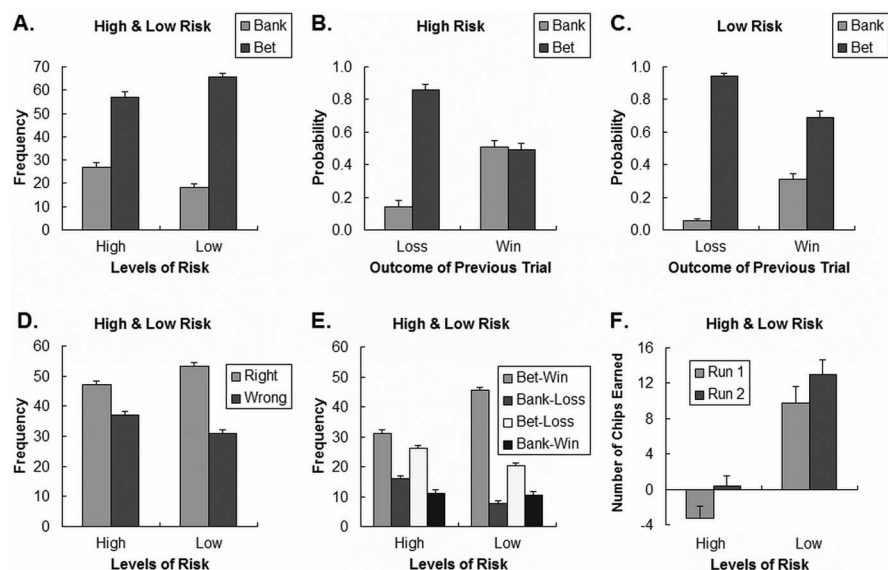 A.
High & Low Risk
Bank
Bet
Frequency
70
60
50
40
30
20
10
0
High
Low
Levels of Risk
B.
High Risk
Bank
Bet
Probability
1.0
0.8
0.6
0.4
0.2
0.0
Loss
Win
Outcome of Previous Trial
C.
Low Risk
Bank
Bet
Probability
1.0
0.8
0.6
0.4
0.2
0.0
Loss
Win
Outcome of Previous Trial
D.
High & Low Risk
Right
Wrong
Frequency
60
50
40
30
20
10
0
High
Low
Levels of Risk
E.
High & Low Risk
Bet-Win
Bank-Loss
Bet-Loss
Bank-Win
Frequency
60
50
40
30
20
10
0
High
Low
Levels of Risk
F.
High & Low Risk
Run 1
Run 2
Number of Chips Earned
16
12
8
4
0
-4
High
Low
Levels of Risk